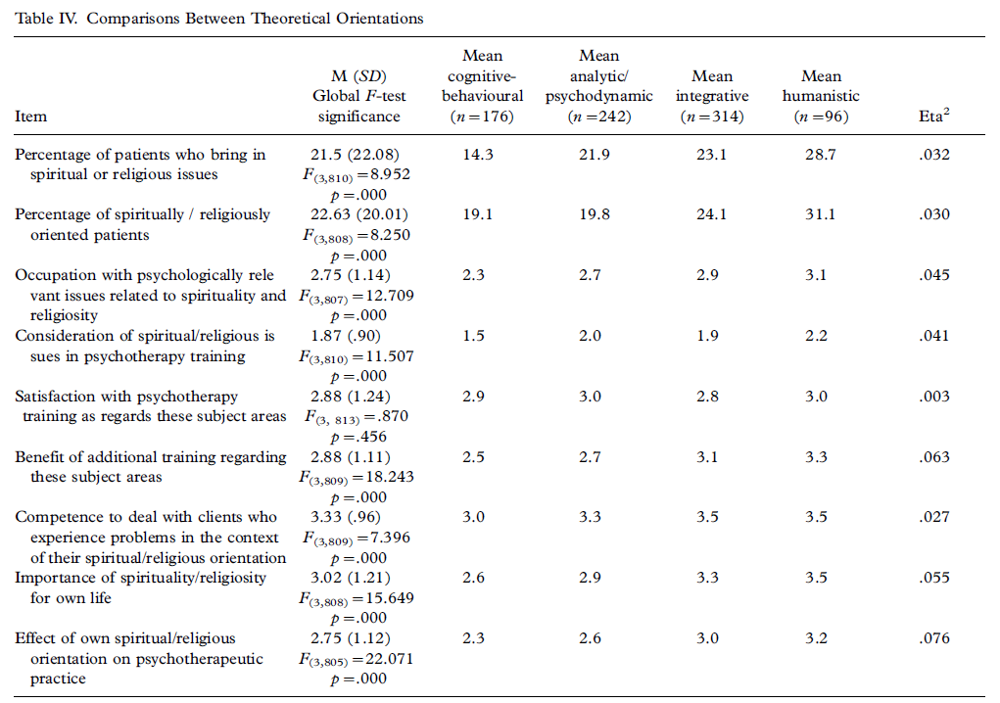 Table IV. Comparisons Between Theoretical Orientations
Item M (SD) Global F-test significance Mean cognitive-behavioural (n=176) Mean analytic/psychodynamic (n=242) Mean integrative (n=314) Mean humanistic (n=96) Eta²
Percentage of patients who bring in 21.5 (22.08) 14.3 21.9 23.1 28.7 .032
spiritual or religious issues F(3,810)=8.952
p=.000
Percentage of spiritually / religiously 22.63 (20.01) 19.1 19.8 24.1 31.1 .030
oriented patients F(3,808)=8.250
p=.000
Occupation with psychologically rele 2.75 (1.14) 2.3 2.7 2.9 3.1 .045
vant issues related to spirituality and F(3,807)=12.709
religiosity p=.000
Consideration of spiritual/religious is 1.87 (.90) 1.5 2.0 1.9 2.2 .041
sues in psychotherapy training F(3,810)=11.507
p=.000
Satisfaction with psychotherapy 2.88 (1.24) 2.9 3.0 2.8 3.0 .003
training as regards these subject areas F(3, 813)=.870
p=.456
Benefit of additional training regarding 2.88 (1.11) 2.5 2.7 3.1 3.3 .063
these subject areas F(3,809)=18.243
p=.000
Competence to deal with clients who 3.33 (.96) 3.0 3.3 3.5 3.5 .027
experience problems in the context F(3,809)=7.396
of their spiritual/religious orientation p=.000
Importance of spirituality/religiosity 3.02 (1.21) 2.6 2.9 3.3 3.5 .055
for own life F(3,808)=15.649
p=.000
Effect of own spiritual/religious 2.75 (1.12) 2.3 2.6 3.0 3.2 .076
orientation on psychotherapeutic F(3,805)=22.071
practice p=.000